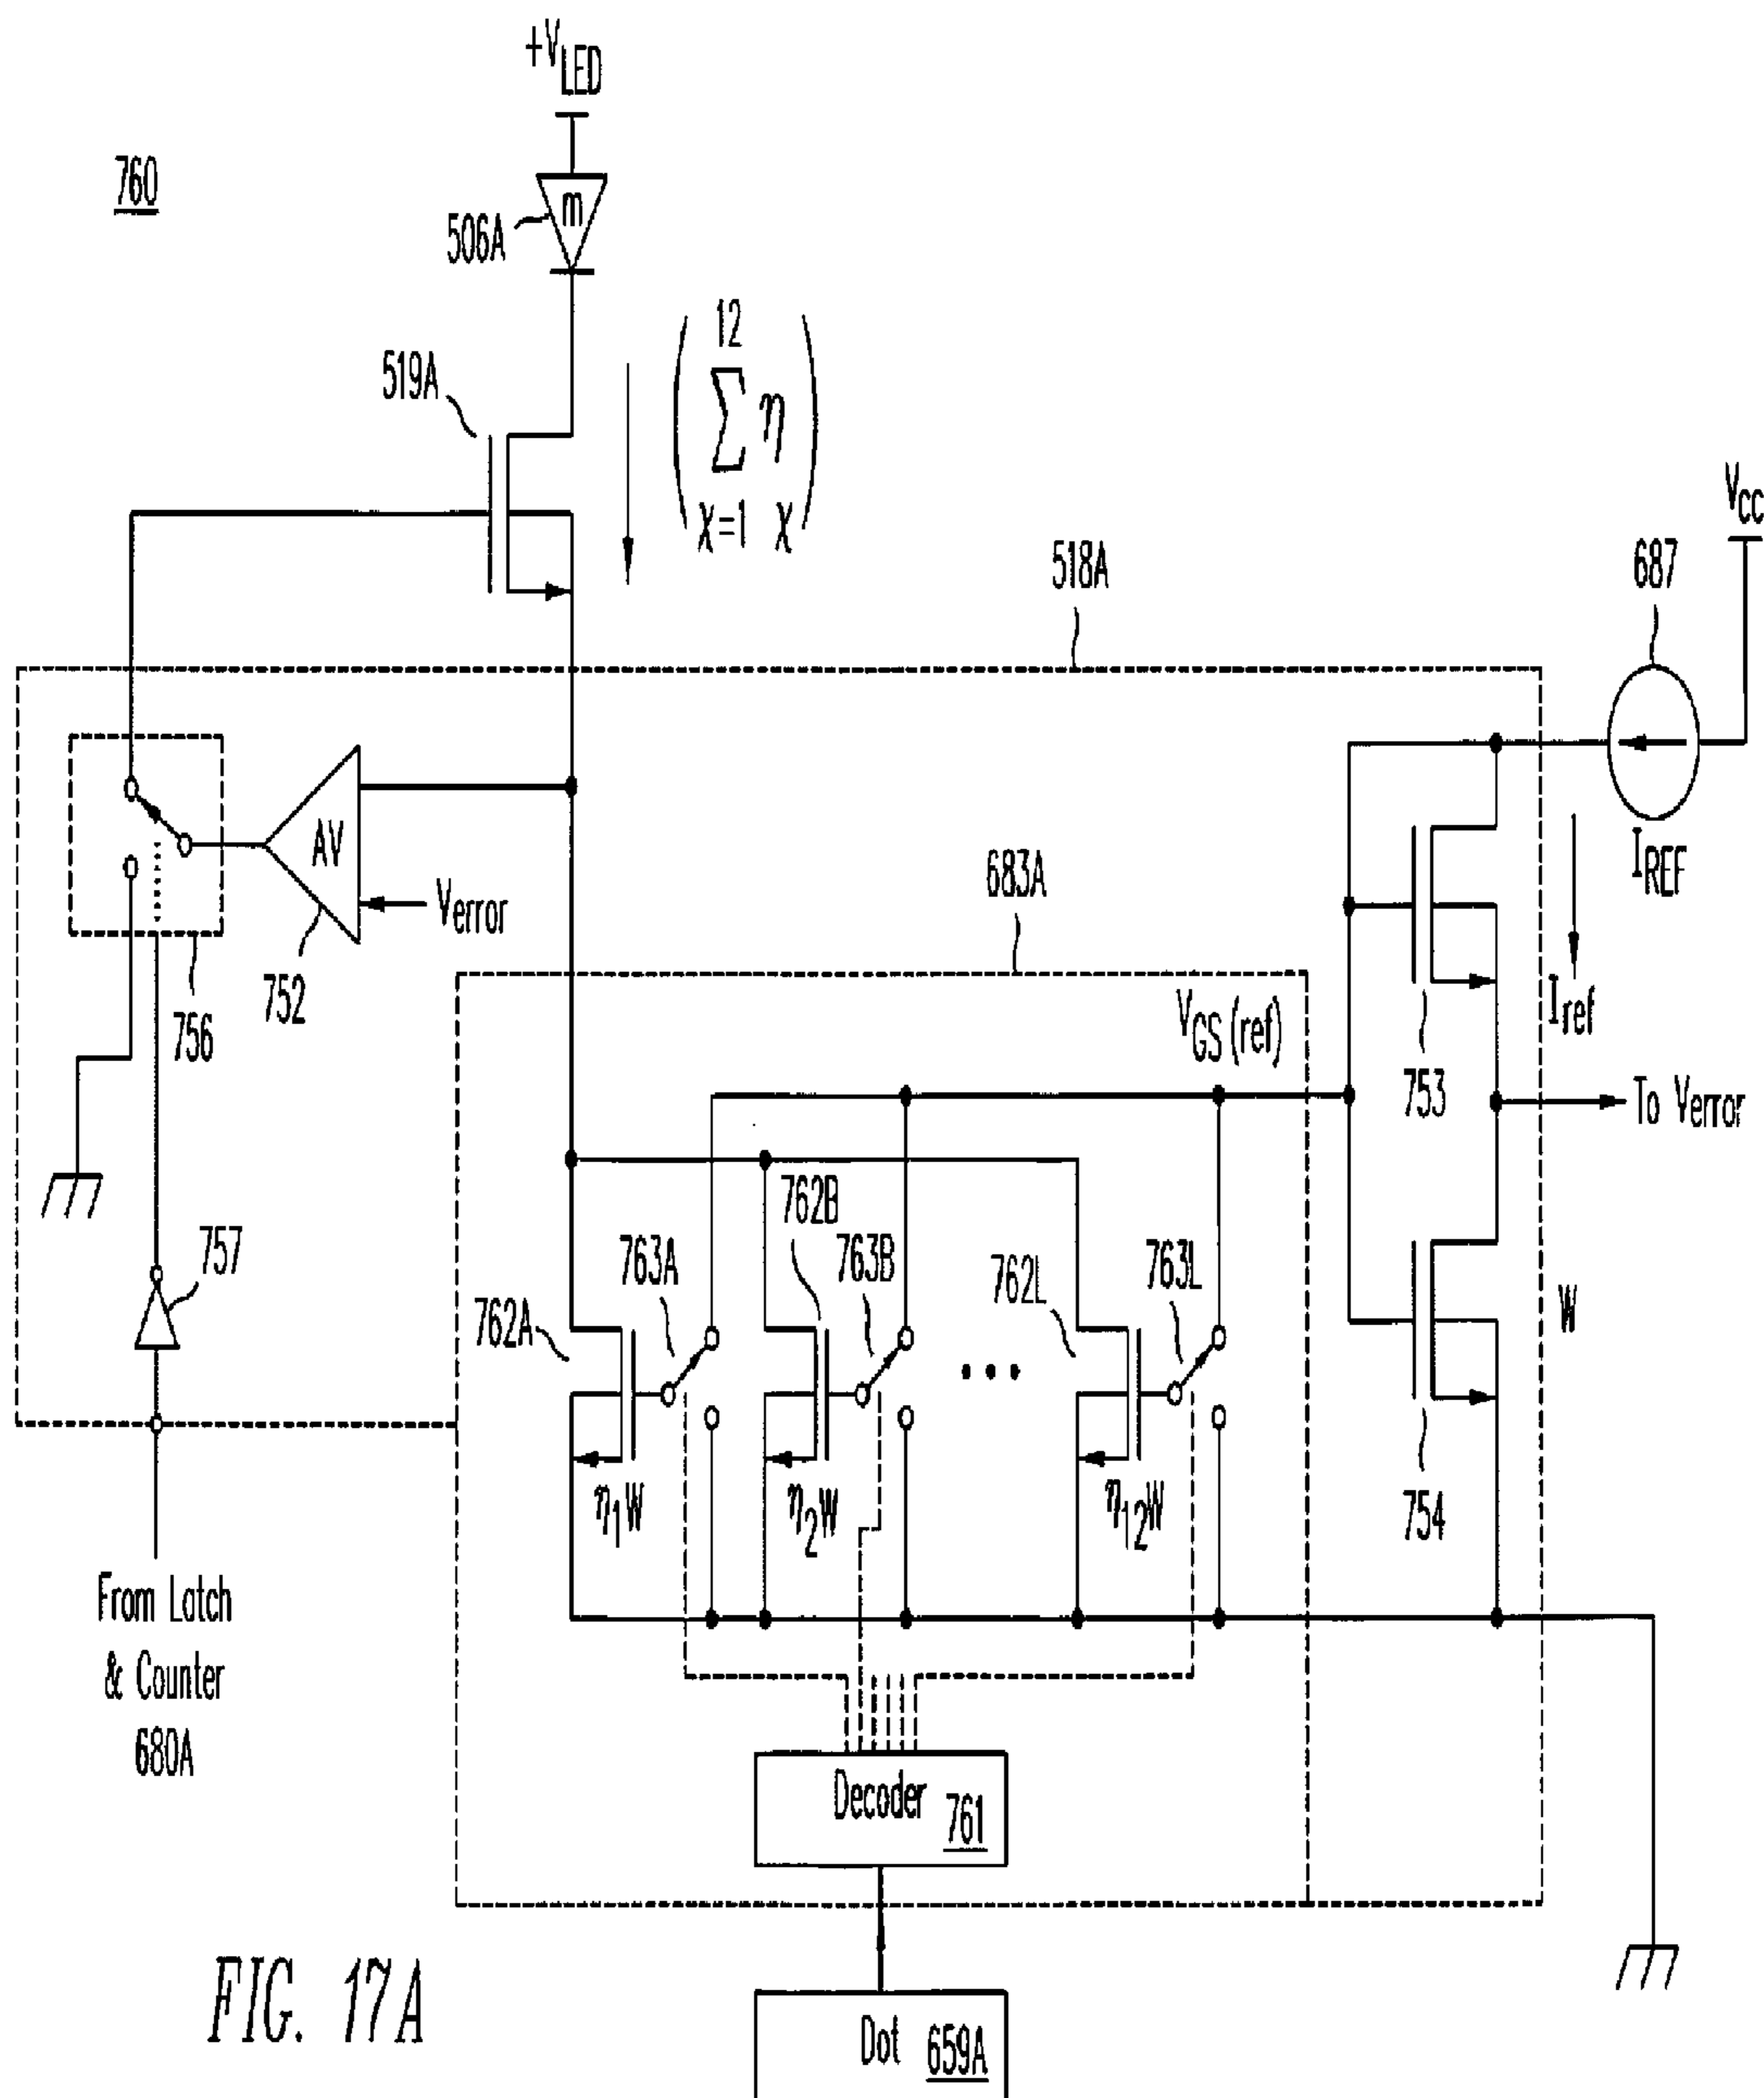 +VLED
760
m
506A
519A
( 12
Σ η
X=1 X )
518A
VCC
687
IREF
Iref
AV
Verror
752
756
683A
VGS (ref)
753
To Verror
757
762A
763A
762B
763B
762L
763L
W
η1W
η2W
• • •
η12W
754
From Latch
& Counter
680A
Decoder 761
Dot 659A
FIG. 17A